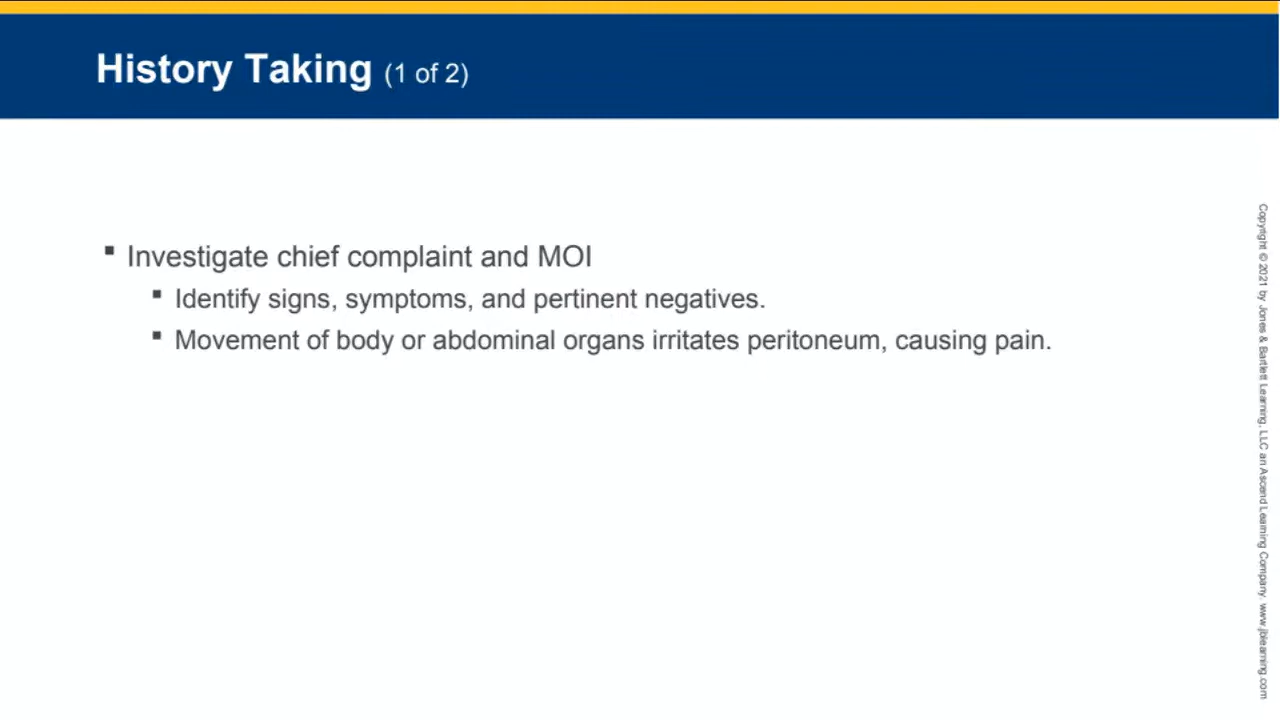 History Taking (1 of 2)
▪ Investigate chief complaint and MOI
▪ Identify signs, symptoms, and pertinent negatives.
▪ Movement of body or abdominal organs irritates peritoneum, causing pain.
Copyright © 2021 by Jones & Bartlett Learning, LLC an Ascend Learning Company. www.jblearning.com